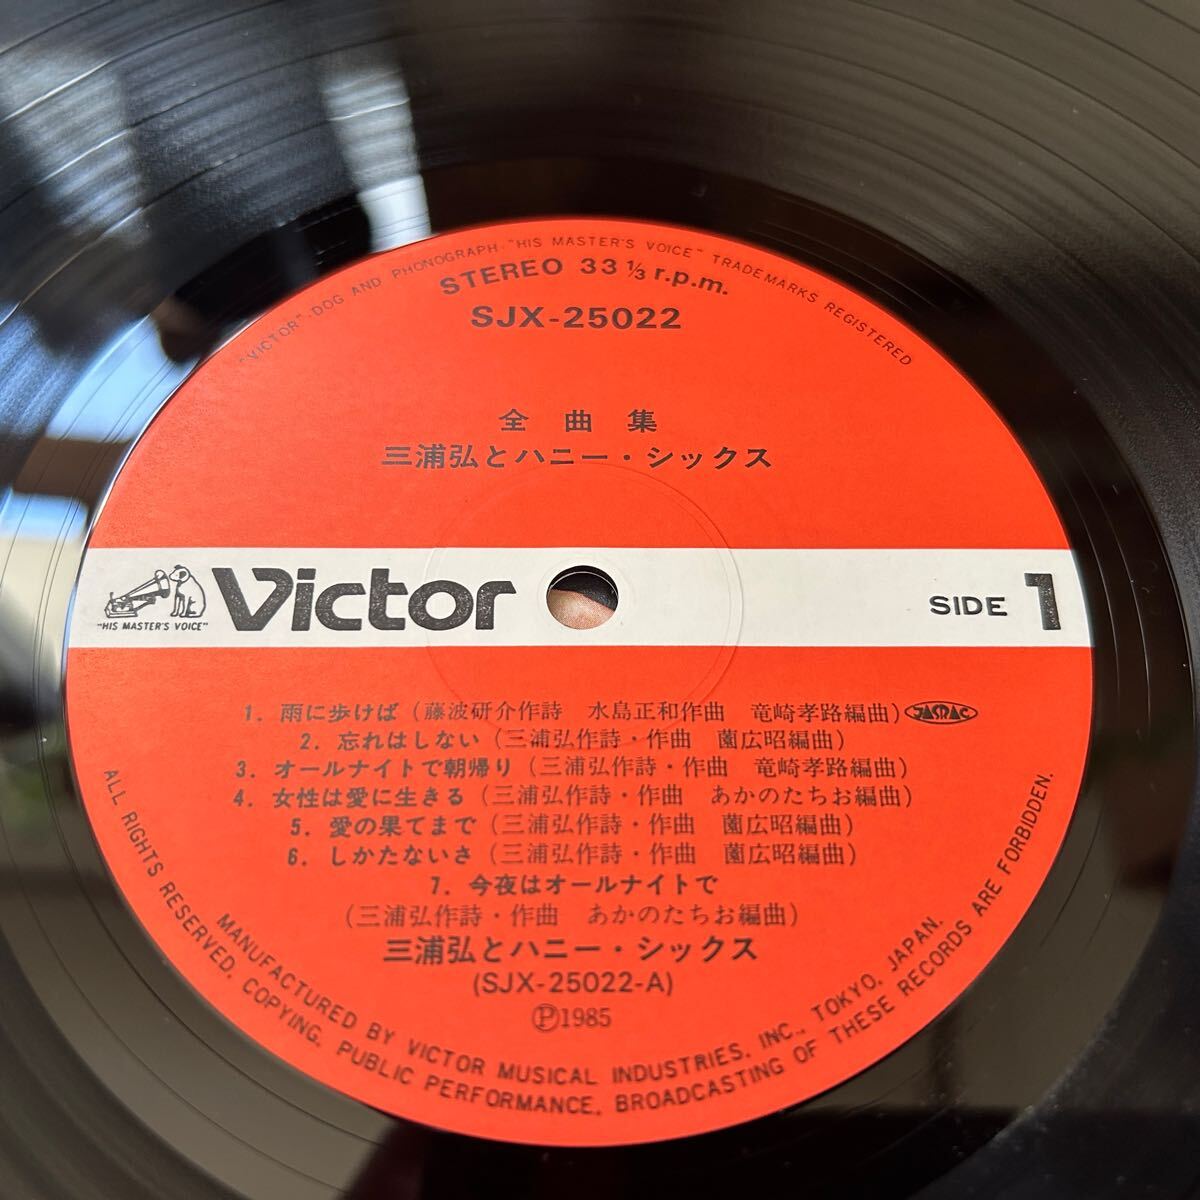 "VICTOR"·DOG AND PHONOGRAPH·"HIS MASTER'S VOICE" TRADEMARKS REGISTERED
STEREO 33 1/3 r.p.m.
SJX-25022
全曲集
三浦弘とハニー・シックス
"HIS MASTER'S VOICE"
Victor
SIDE 1
1. 雨に歩けば (藤波研介作詩 水島正和作曲 竜崎孝路編曲) JASRAC
2. 忘れはしない (三浦弘作詩・作曲 薗広昭編曲)
3. オールナイトで朝帰り (三浦弘作詩・作曲 竜崎孝路編曲)
4. 女性は愛に生きる (三浦弘作詩・作曲 あかのたちお編曲)
5. 愛の果てまで (三浦弘作詩・作曲 薗広昭編曲)
6. しかたないさ (三浦弘作詩・作曲 薗広昭編曲)
7. 今夜はオールナイトで
(三浦弘作詩・作曲 あかのたちお編曲)
三浦弘とハニー・シックス
(SJX-25022-A)
Ⓟ1985
MANUFACTURED BY VICTOR MUSICAL INDUSTRIES, INC., TOKYO, JAPAN.
ALL RIGHTS RESERVED. COPYING, PUBLIC PERFORMANCE, BROADCASTING OF THESE RECORDS ARE FORBIDDEN.